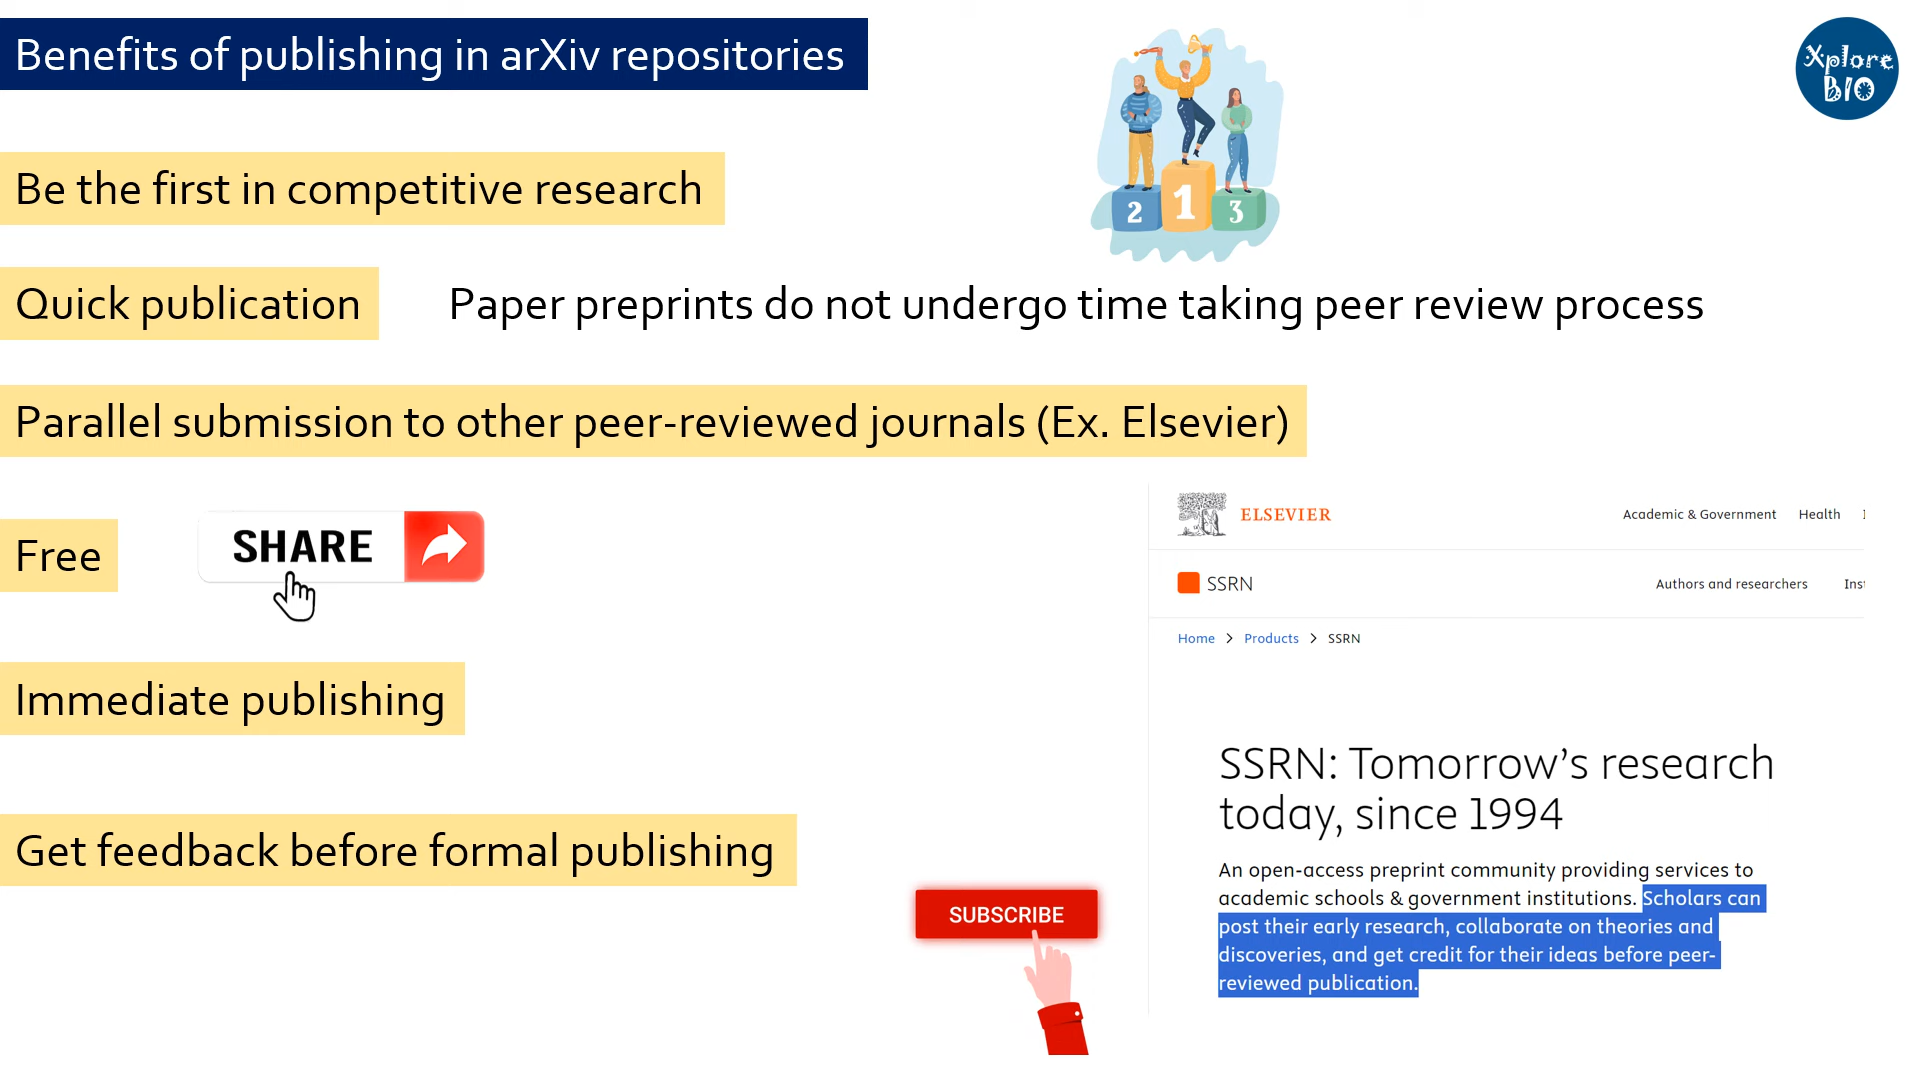 Benefits of publishing in arXiv repositories
Xplore
BIO
Be the first in competitive research
2
1
3
Quick publication
Paper preprints do not undergo time taking peer review process
Parallel submission to other peer-reviewed journals (Ex. Elsevier)
Free
SHARE
ELSEVIER
Academic & Government Health
SSRN
Authors and researchers
Home > Products > SSRN
Immediate publishing
SSRN: Tomorrow's research
today, since 1994
Get feedback before formal publishing
An open-access preprint community providing services to
academic schools & government institutions. Scholars can
post their early research, collaborate on theories and
discoveries, and get credit for their ideas before peer-
reviewed publication.
SUBSCRIBE